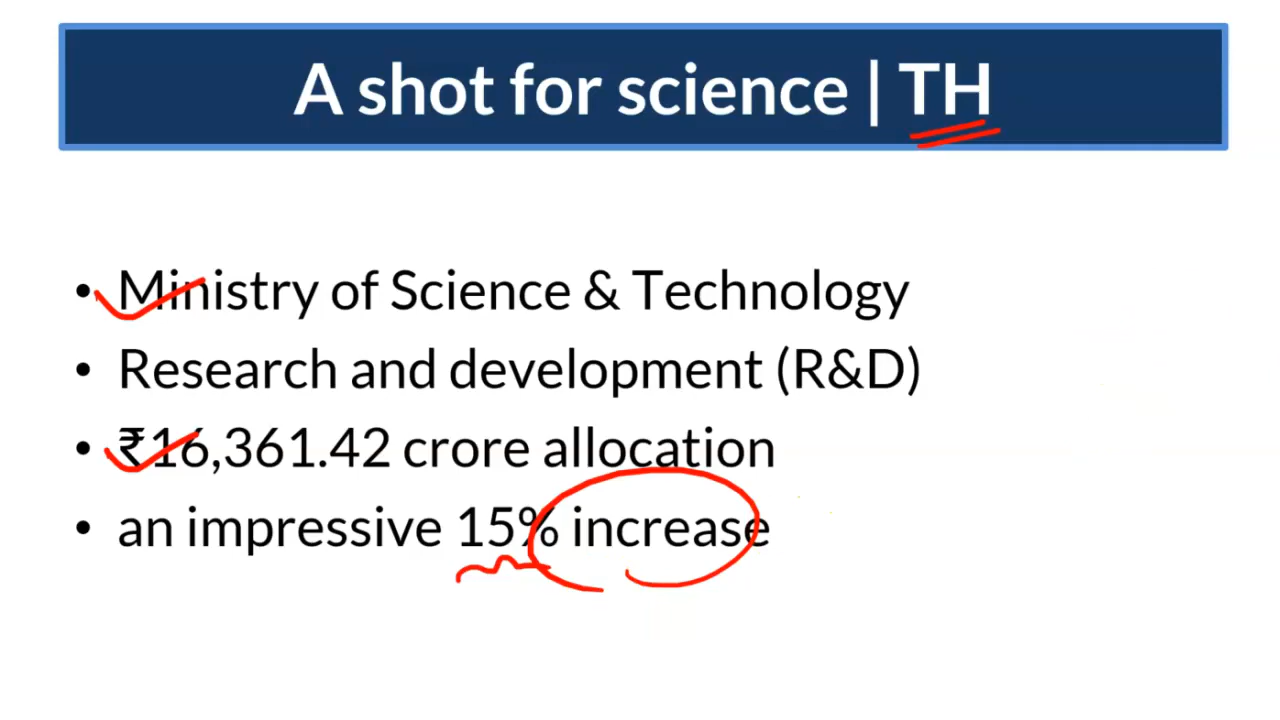 A shot for science | TH
• Ministry of Science & Technology
• Research and development (R&D)
• ₹16,361.42 crore allocation
• an impressive 15% increase